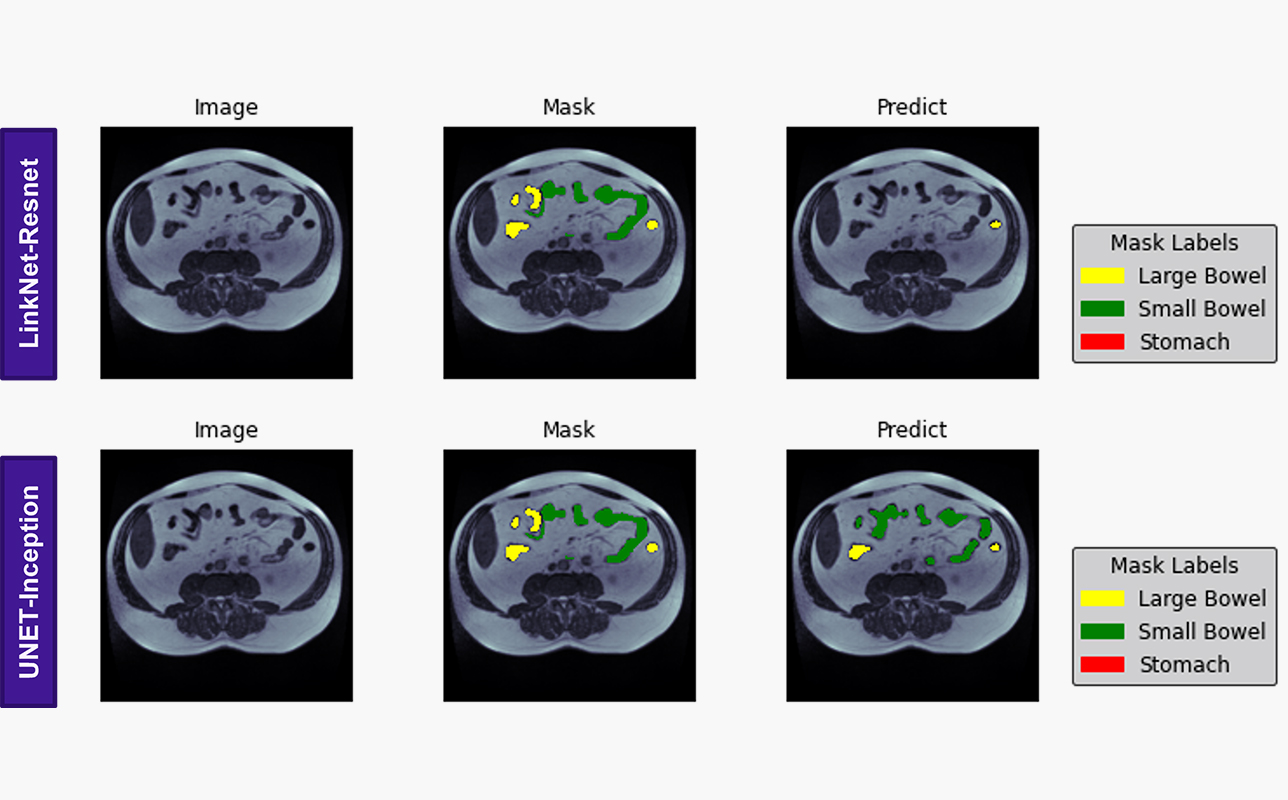 LinkNet-Resnet
Image
Mask
Predict
Mask Labels
Large Bowel
Small Bowel
Stomach
UNET-Inception
Image
Mask
Predict
Mask Labels
Large Bowel
Small Bowel
Stomach